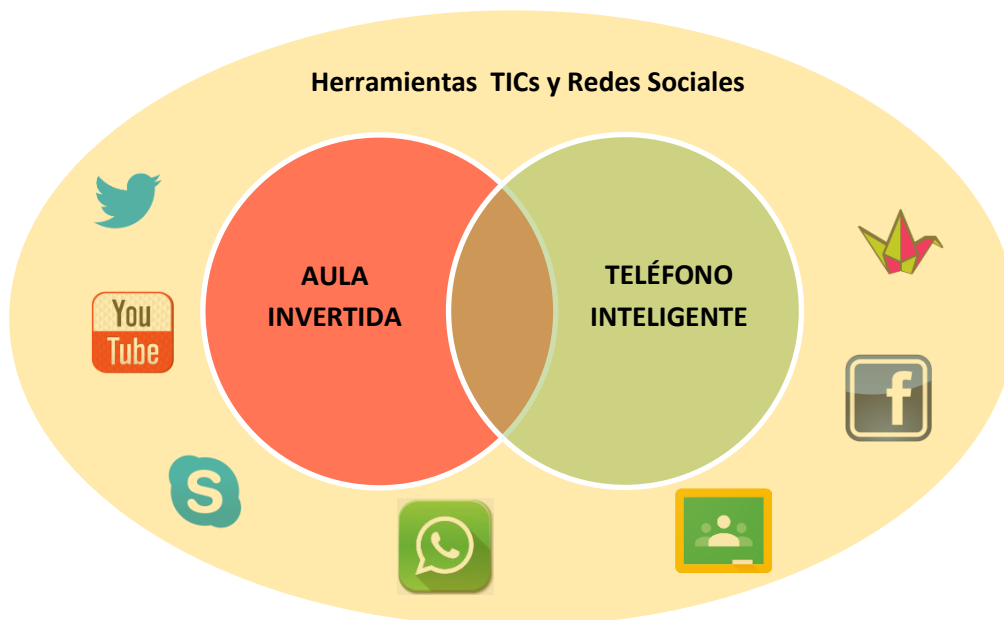 Herramientas TICs y Redes Sociales
AULA
INVERTIDA
TELÉFONO
INTELIGENTE
You
Tube
f
S